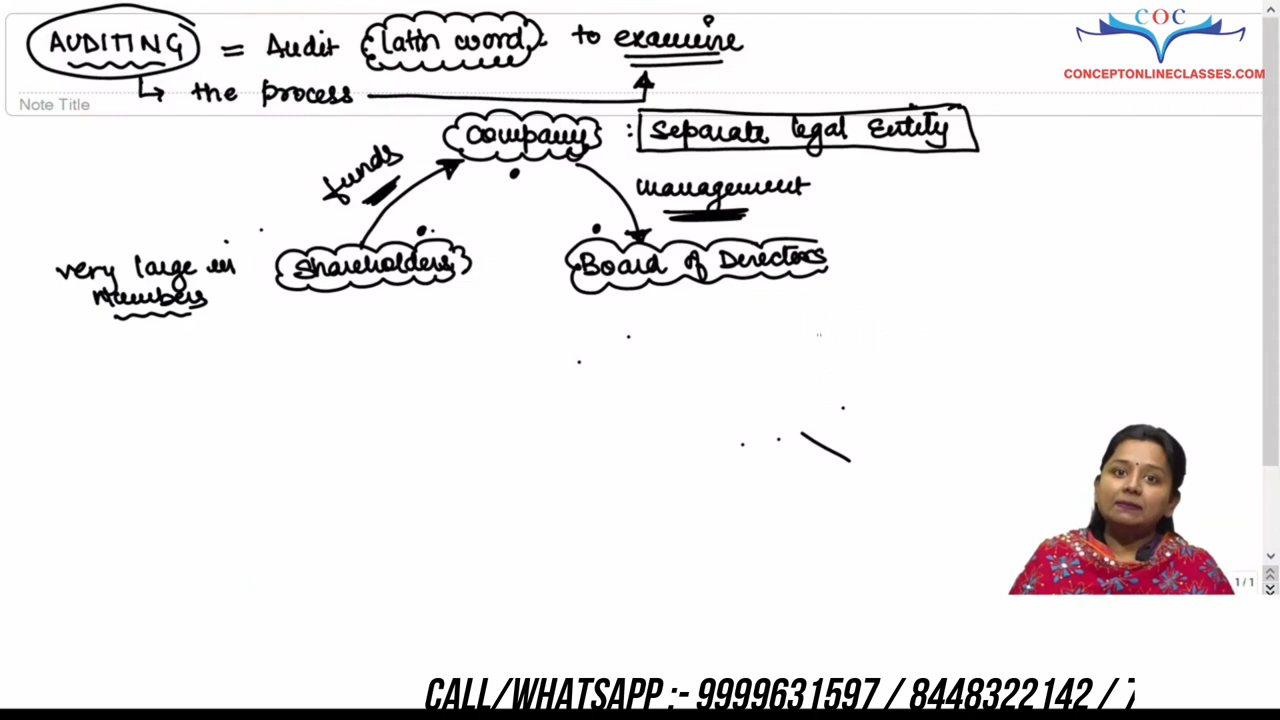 AUDITING = Audit (latin word) to examine
COC
CONCEPTONLINECLASSES.COM
↳ the process
Note Title
Company : Separate legal Entity
funds
management
very large in numbers
Shareholders
Board of Directors
1/1
CALL/WHATSAPP :- 9999631597 / 8448322142 / 7